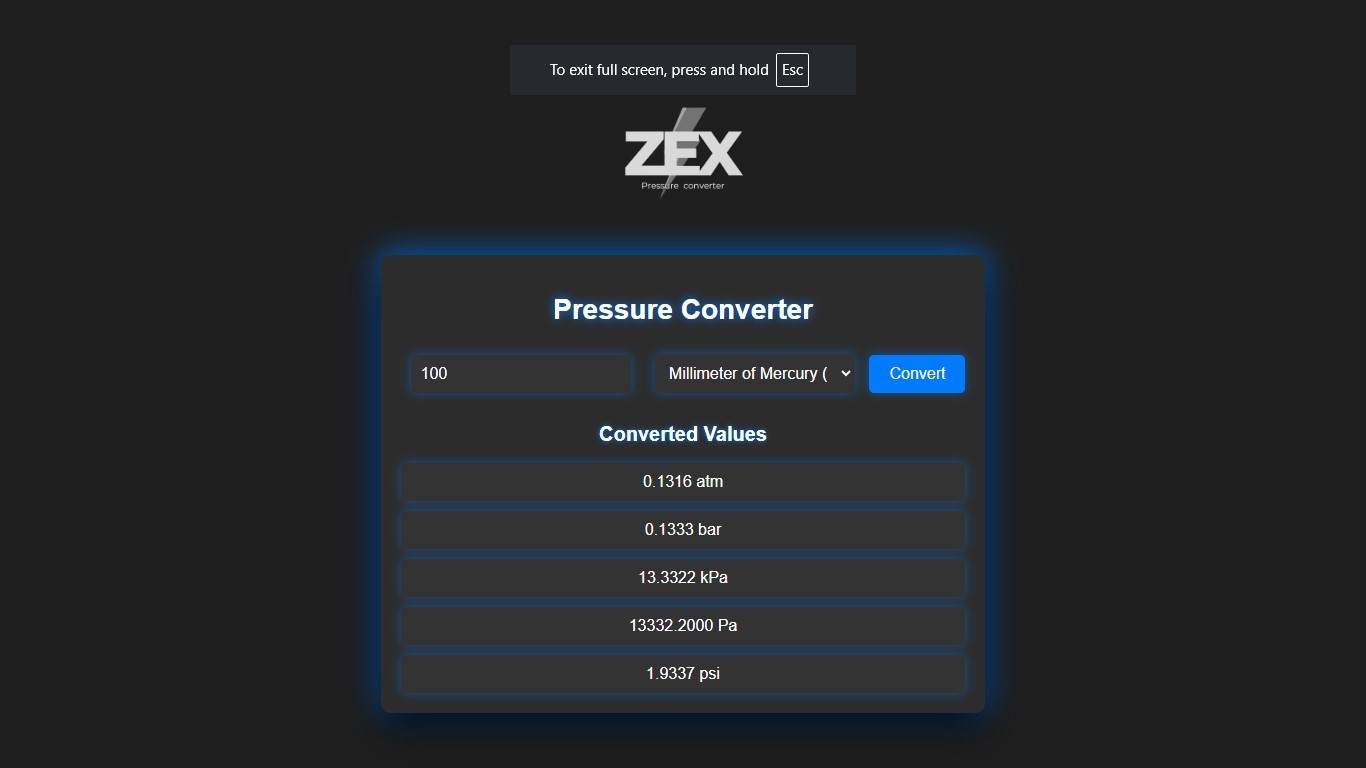 To exit full screen, press and hold Esc
ZEX
Pressure converter
Pressure Converter
100 Millimeter of Mercury ( Convert
Converted Values
0.1316 atm
0.1333 bar
13.3322 kPa
13332.2000 Pa
1.9337 psi